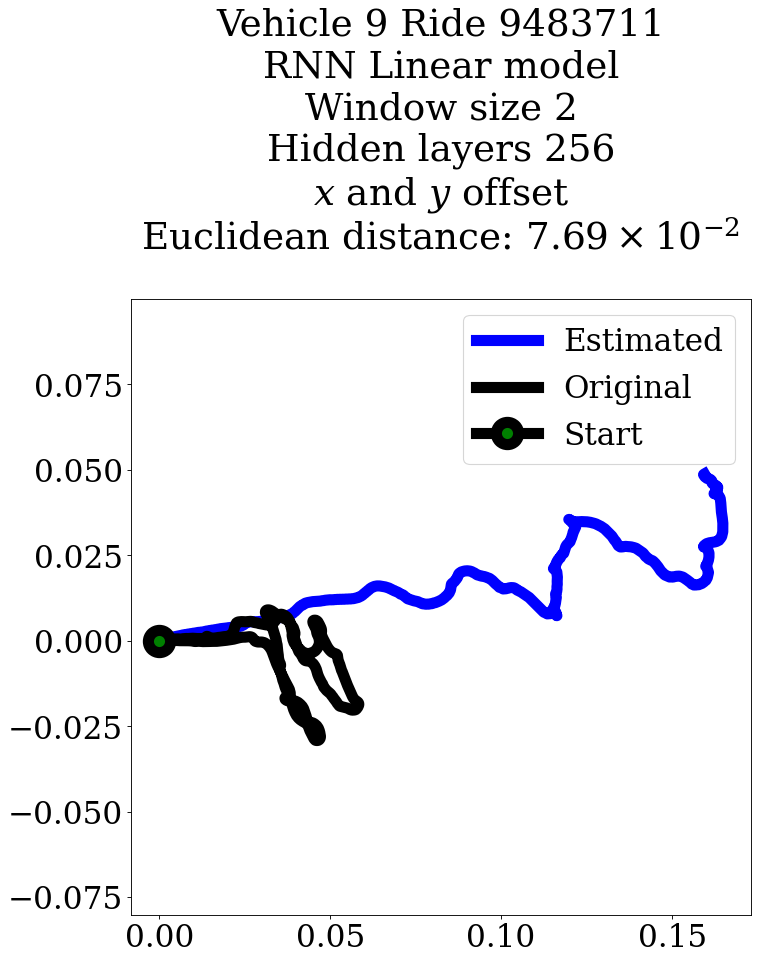 Vehicle 9 Ride 9483711
RNN Linear model
Window size 2
Hidden layers 256
x and y offset
Euclidean distance: 7.69 × 10⁻²
Estimated
Original
Start
0.075
0.050
0.025
0.000
−0.025
−0.050
−0.075
0.00 0.05 0.10 0.15